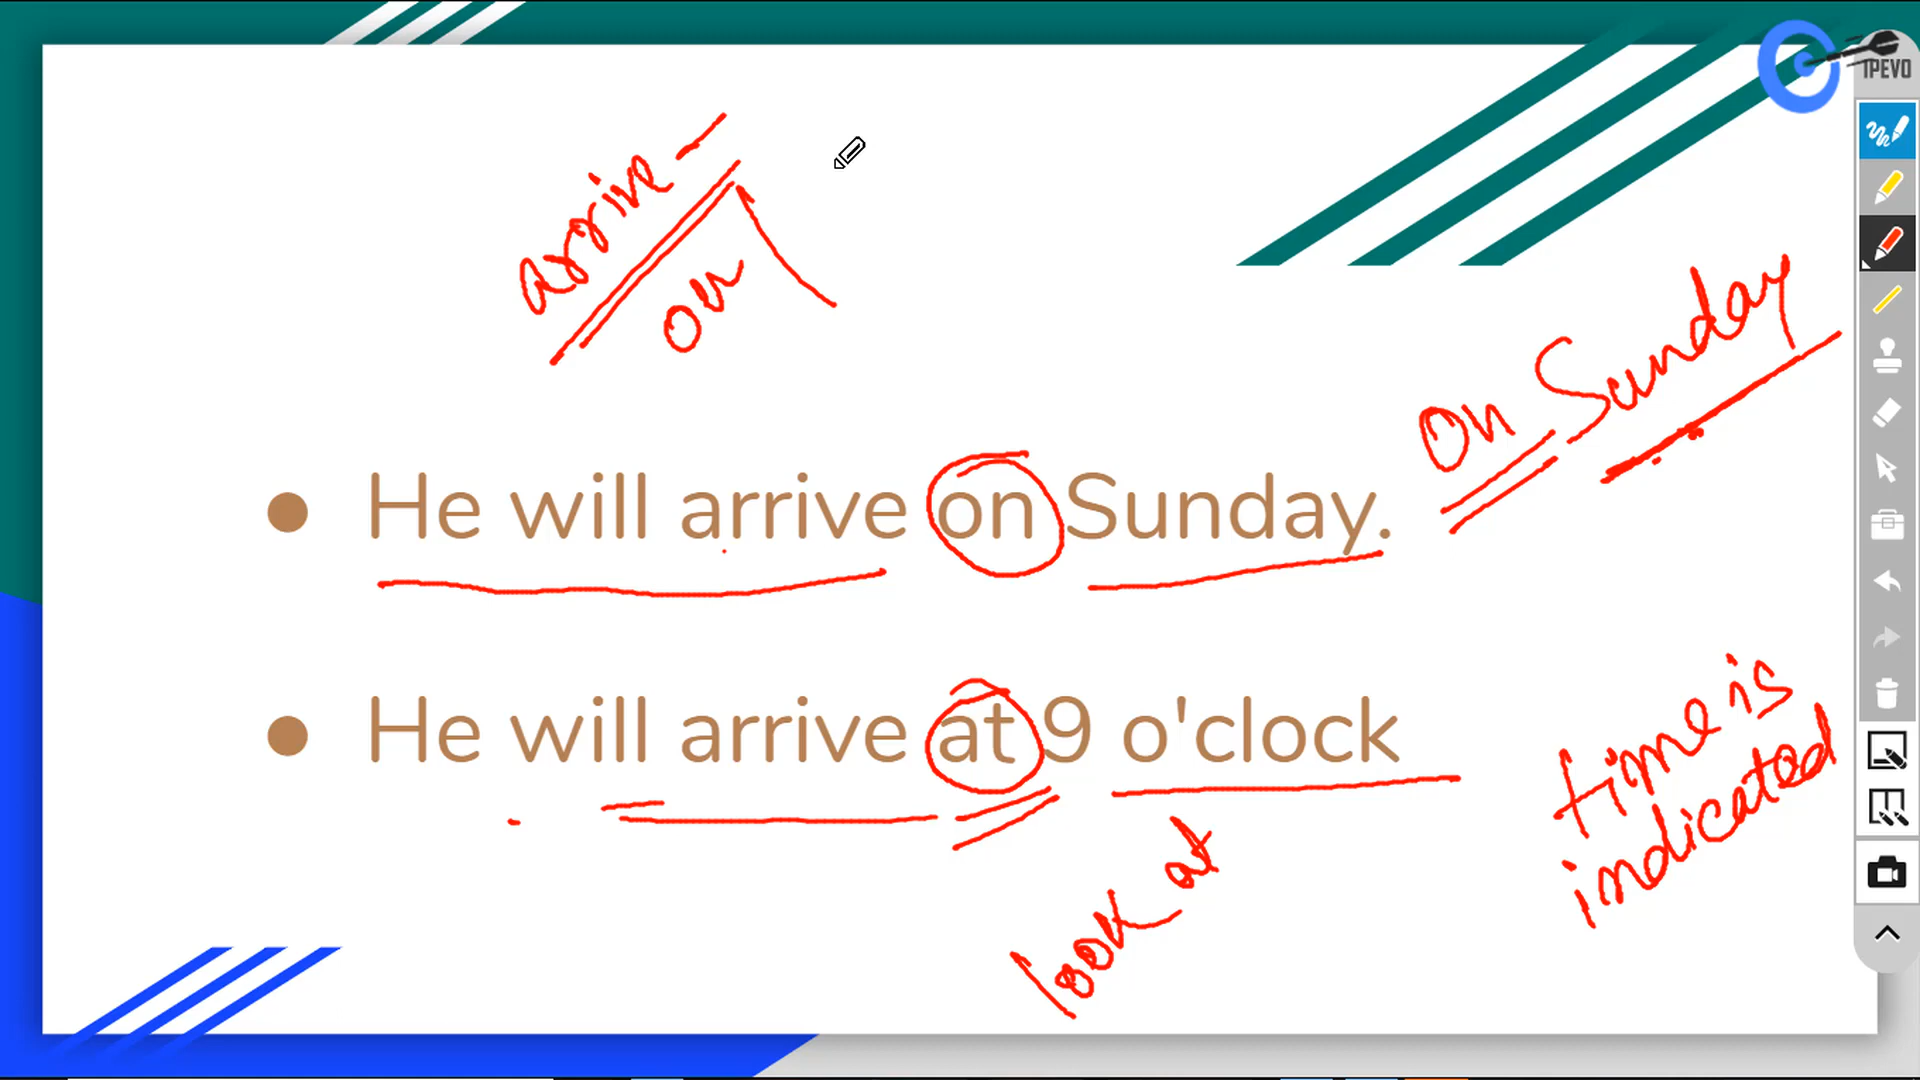 IPEVO
arrive -
on
On Sunday
● He will arrive on Sunday.
● He will arrive at 9 o'clock
time is
indicated
look at